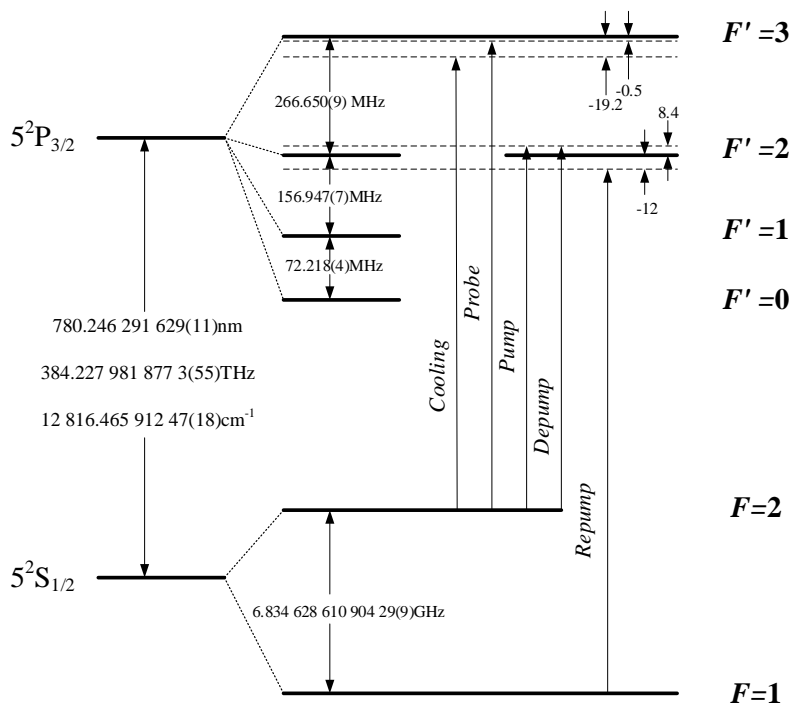 F' =3
-0.5
-19.2
266.650(9) MHz
8.4
5²P₃/₂
F' =2
-12
156.947(7)MHz
F' =1
72.218(4)MHz
F' =0
780.246 291 629(11)nm
384.227 981 877 3(55)THz
12 816.465 912 47(18)cm⁻¹
Cooling
Probe
Pump
Depump
Repump
F=2
5²S₁/₂
6.834 628 610 904 29(9)GHz
F=1